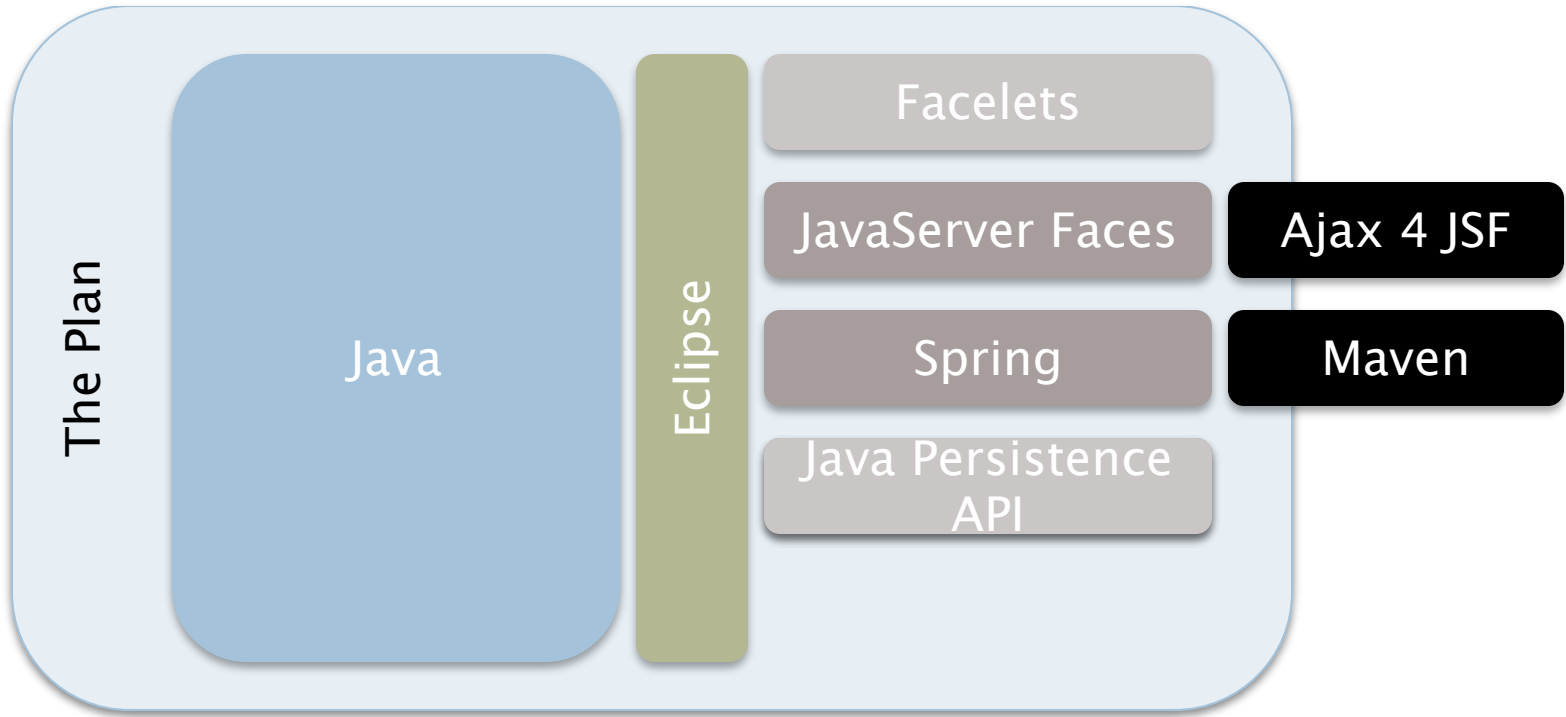 The Plan
Java
Eclipse
Facelets
JavaServer Faces
Ajax 4 JSF
Spring
Maven
Java Persistence
API